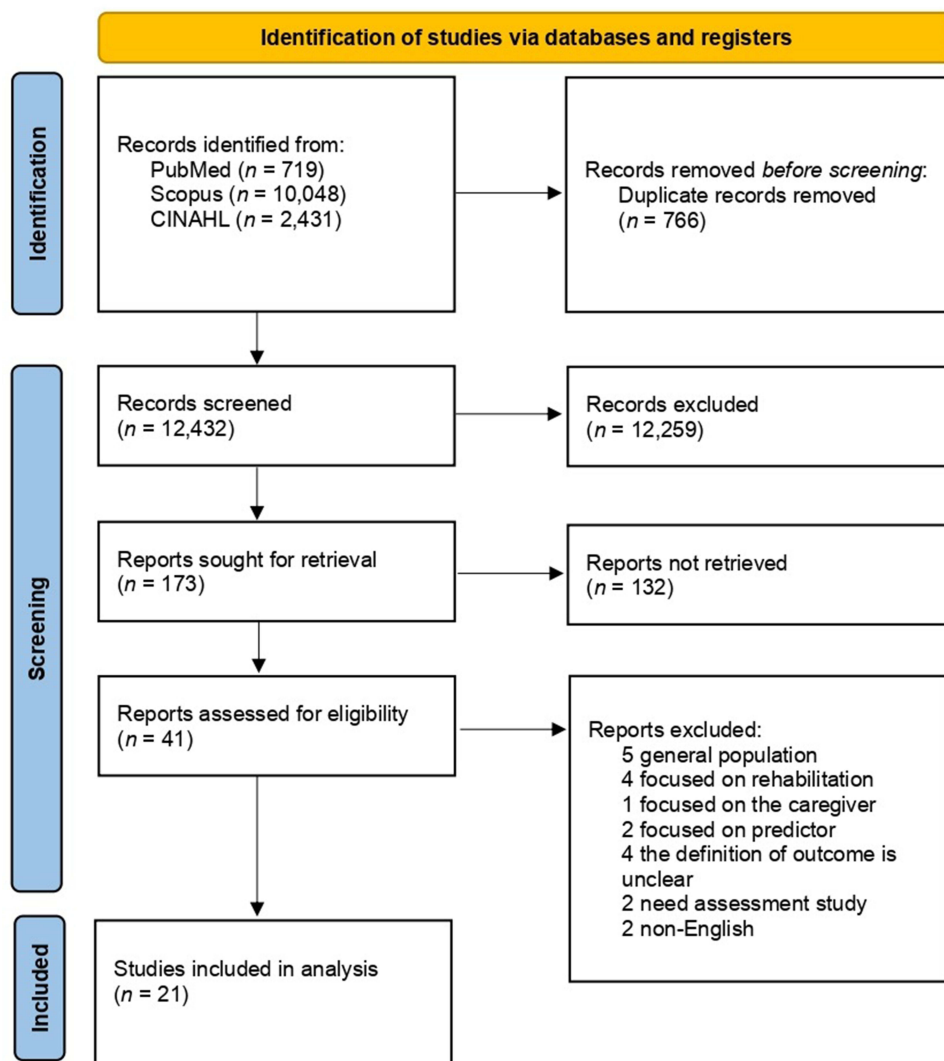 Identification of studies via databases and registers
Identification
Records identified from:
PubMed (n = 719)
Scopus (n = 10,048)
CINAHL (n = 2,431)
Records removed before screening:
Duplicate records removed
(n = 766)
Screening
Records screened
(n = 12,432)
Records excluded
(n = 12,259)
Reports sought for retrieval
(n = 173)
Reports not retrieved
(n = 132)
Reports assessed for eligibility
(n = 41)
Reports excluded:
5 general population
4 focused on rehabilitation
1 focused on the caregiver
2 focused on predictor
4 the definition of outcome is
unclear
2 need assessment study
2 non-English
Included
Studies included in analysis
(n = 21)